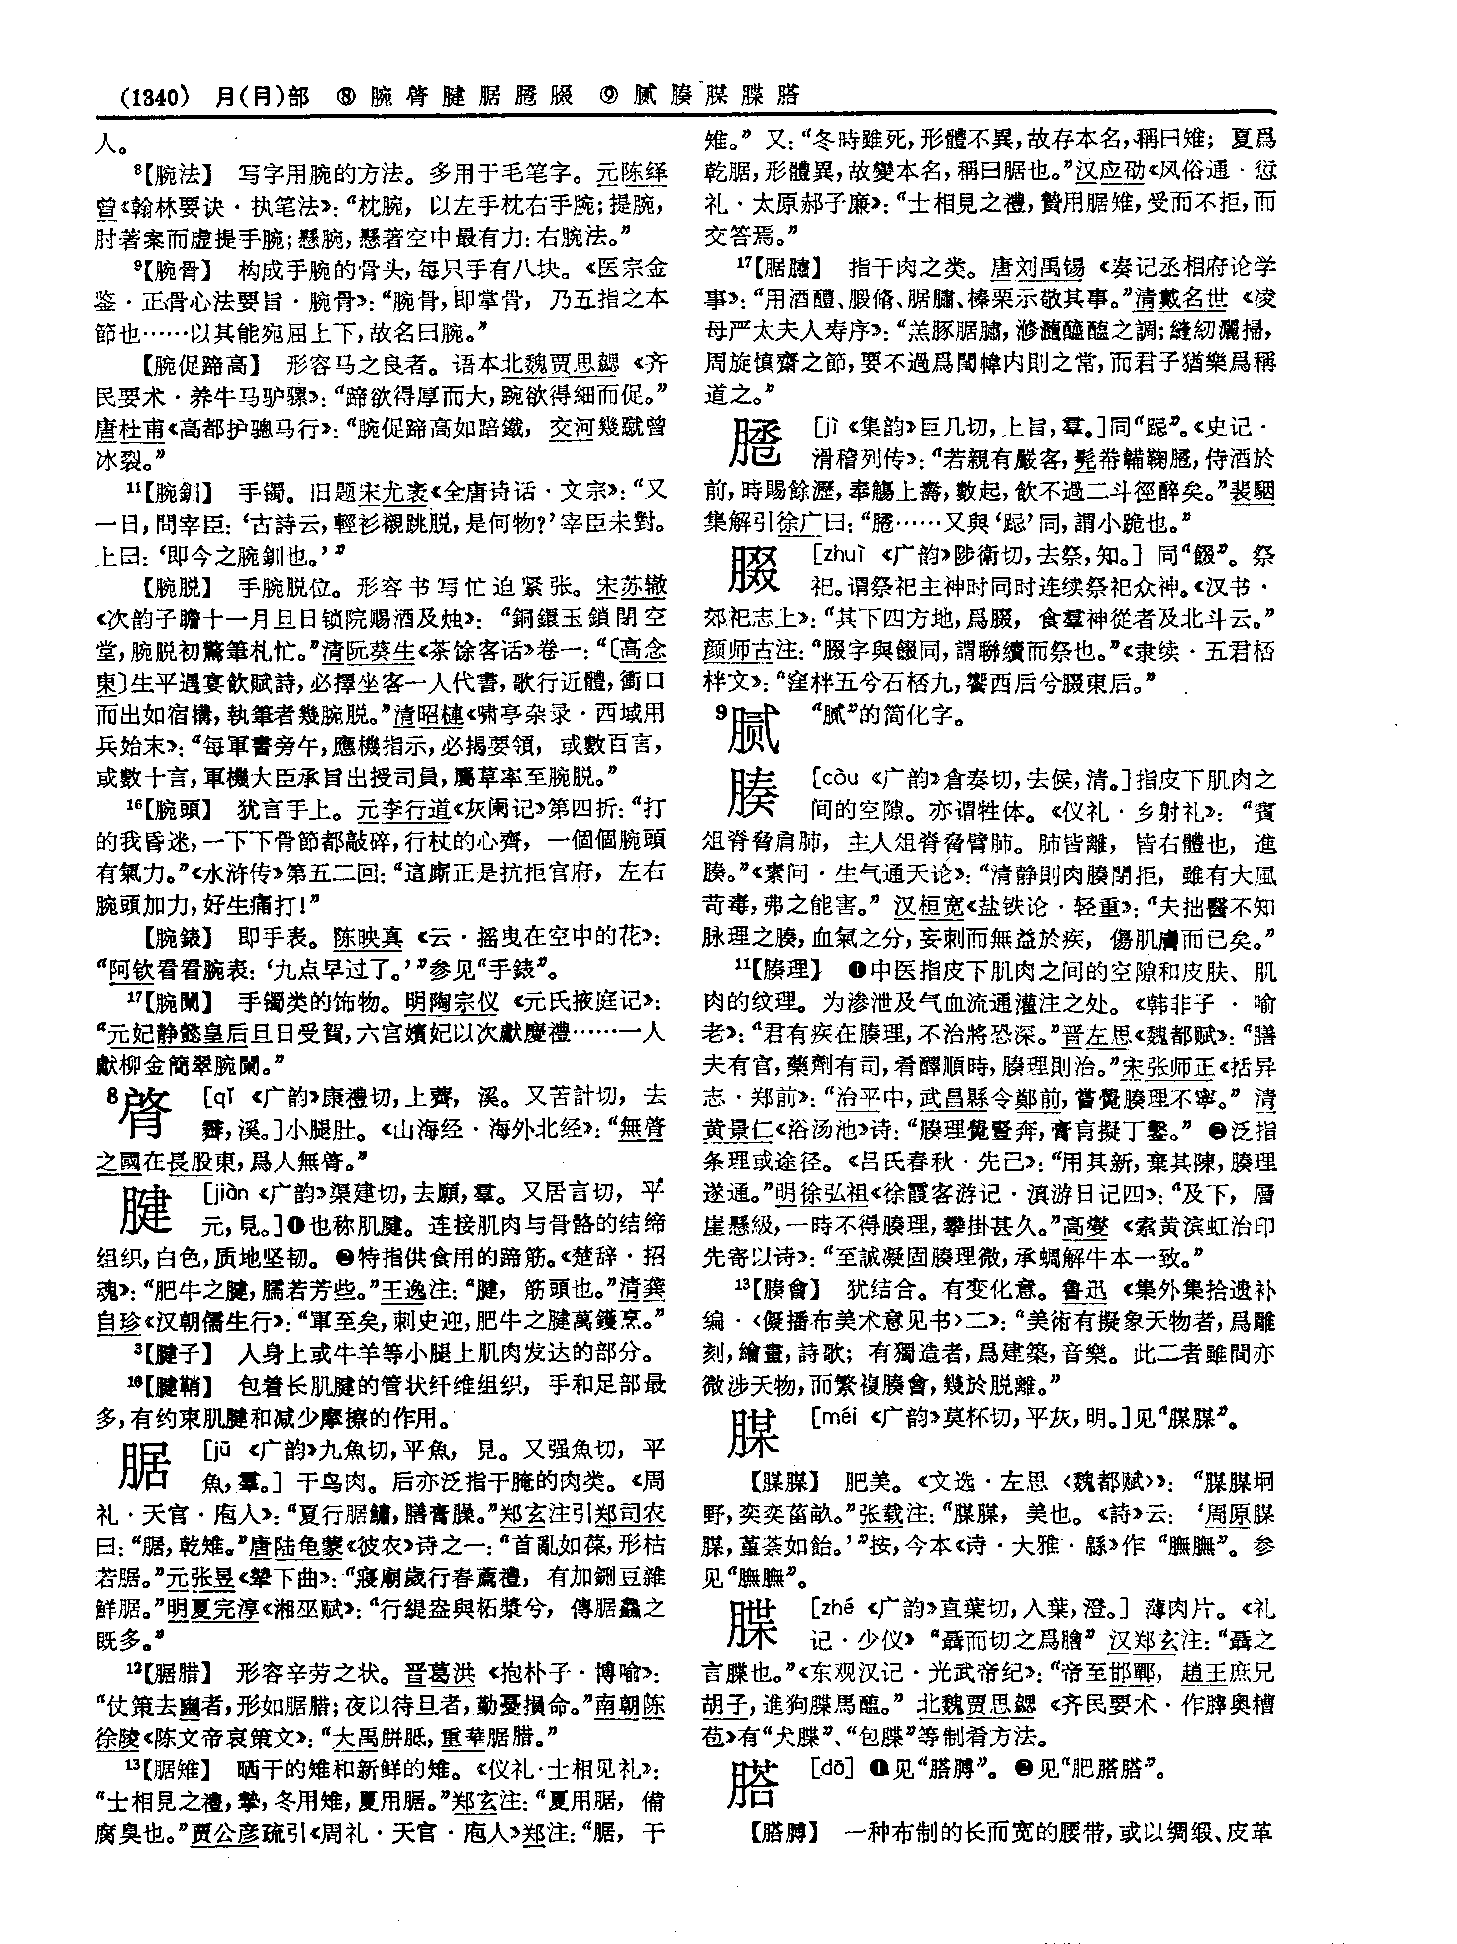 (1340) 月(⺼)部 ⑧ 腕 䏿 腱 腒 䐀 腏 ⑨ 腻 腠 腜 腜 䐛
人。
⁸【腕法】 写字用腕的方法。多用于毛笔字。元陈绎
曾《翰林要诀·执笔法》：“枕腕，以左手枕右手腕；提腕，
肘著案而虚提手腕；懸腕，懸著空中最有力：右腕法。”
⁹【腕骨】 构成手腕的骨头，每只手有八块。《医宗金
鉴·正骨心法要旨·腕骨》：“腕骨，即掌骨，乃五指之本
節也……以其能宛屈上下，故名曰腕。”
【腕促蹄高】 形容马之良者。语本北魏贾思勰《齐
民要术·养牛马驴骡》：“蹄欲得厚而大，踠欲得細而促。”
唐杜甫《高都护骢马行》：“腕促蹄高如踣鐵，交河幾蹴曾
冰裂。”
¹¹【腕釧】 手镯。旧题宋尤袤《全唐诗话·文宗》：“又
一日，問宰臣：‘古詩云，輕衫襯跳脱，是何物？’宰臣未對。
上曰：‘即今之腕釧也。’”
【腕脱】 手腕脱位。形容书写忙迫紧张。宋苏辙
《次韵子瞻十一月旦日锁院赐酒及烛》：“銅鐶玉鎖閉空
堂，腕脱初驚筆札忙。”清阮葵生《茶馀客话》卷一：“〔高念
東〕生平遇宴飲賦詩，必擇坐客一人代書，歌行近體，衝口
而出如宿構，執筆者幾腕脱。”清昭槤《啸亭杂录·西域用
兵始末》：“每軍書旁午，應機指示，必揭要領，或數百言，
或數十言，軍機大臣承旨出授司員，屬草率至腕脱。”
¹⁶【腕頭】 犹言手上。元李行道《灰阑记》第四折：“打
的我昏迷，一下下骨節都敲碎，行杖的心齊，一個個腕頭
有氣力。”《水浒传》第五二回：“這厮正是抗拒官府，左右
腕頭加力，好生痛打！”
【腕錶】 即手表。陈映真《云·摇曳在空中的花》：
“阿钦看看腕表：‘九点早过了。’”参见“手錶”。
¹⁷【腕闌】 手镯类的饰物。明陶宗仪《元氏掖庭记》：
“元妃静懿皇后旦日受賀，六宫嬪妃以次獻慶禮……一人
獻柳金簡翠腕闌。”
⁸䏿 [qǐ 《广韵》康禮切，上薺，溪。又苦計切，去
霽，溪。]小腿肚。《山海经·海外北经》：“無䏿
之國在長股東，爲人無䏿。”
腱 [jiàn《广韵》渠建切，去願，羣。又居言切，平
元，見。]❶也称肌腱。连接肌肉与骨骼的结缔
组织，白色，质地坚韧。❷特指供食用的蹄筋。《楚辞·招
魂》：“肥牛之腱，臑若芳些。”王逸注：“腱，筋頭也。”清龚
自珍《汉朝儒生行》：“軍至矣，刺史迎，肥牛之腱萬鑊烹。”
³【腱子】 人身上或牛羊等小腿上肌肉发达的部分。
¹⁶【腱鞘】 包着长肌腱的管状纤维组织，手和足部最
多，有约束肌腱和减少摩擦的作用。
腒 [jū 《广韵》九魚切，平魚，見。又强魚切，平
魚，羣。] 干鸟肉。后亦泛指干腌的肉类。《周
礼·天官·庖人》：“夏行腒鱐，膳膏臊。”郑玄注引郑司农
曰：“腒，乾雉。”唐陆龟蒙《彼农》诗之一：“首亂如葆，形枯
若腒。”元张昱《辇下曲》：“寢廟歲行春薦禮，有加鉶豆雜
鮮腒。”明夏完淳《湘巫赋》：“行緹盎與柘漿兮，傳腒鱻之
既多。”
¹²【腒腊】 形容辛劳之状。晋葛洪《抱朴子·博喻》：
“仗策去豳者，形如腒腊；夜以待旦者，勤憂損命。”南朝陈
徐陵《陈文帝哀策文》：“大禹胼胝，重華腒腊。”
¹³【腒雉】 晒干的雉和新鲜的雉。《仪礼·士相见礼》：
“士相見之禮，摯，冬用雉，夏用腒。”郑玄注：“夏用腒，備
腐臭也。”贾公彦疏引《周礼·天官·庖人》郑注：“腒，干
雉。”又：“冬時雖死，形體不異，故存本名，稱曰雉；夏爲
乾腒，形體異，故變本名，稱曰腒也。”汉应劭《风俗通·愆
礼·太原郝子廉》：“士相見之禮，贄用腒雉，受而不拒，而
交答焉。”
¹⁷【腒膴】 指干肉之类。唐刘禹锡《奏记丞相府论学
事》：“用酒醴、腶脩、腒膴、榛栗示敬其事。”清戴名世《凌
母严太夫人寿序》：“羔豚腒膴，滫瀡醯醢之調；縫紉灑掃，
周旋慎齋之節，要不過爲閨幃内則之常，而君子猶樂爲稱
道之。”
䐀 [jì《集韵》巨几切，上旨，羣。]同“跽”。《史记·
滑稽列传》：“若親有嚴客，髡帣韝鞠䐀，侍酒於
前，時賜餘瀝，奉觴上壽，數起，飲不過二斗徑醉矣。”裴駰
集解引徐广曰：“䐀……又與‘跽’同，謂小跪也。”
腏 [zhuì 《广韵》陟衛切，去祭，知。] 同“餟”。祭
祀。谓祭祀主神时同时连续祭祀众神。《汉书·
郊祀志上》：“其下四方地，爲腏，食羣神從者及北斗云。”
颜师古注：“腏字與餟同，謂聯續而祭也。”《隶续·五君桮
柈文》：“窪柈五兮石桮九，饗西后兮腏東后。”
⁹腻 “膩”的简化字。
腠 [còu 《广韵》倉奏切，去侯，清。]指皮下肌肉之
间的空隙。亦谓牲体。《仪礼·乡射礼》：“賓
俎脊脅肩肺，主人俎脊脅臂肺。肺皆離，皆右體也，進
腠。”《素问·生气通天论》：“清静則肉腠閉拒，雖有大風
苛毒，弗之能害。”汉桓宽《盐铁论·轻重》：“夫拙醫不知
脉理之腠，血氣之分，妄刺而無益於疾，傷肌膚而已矣。”
¹¹【腠理】 ❶中医指皮下肌肉之间的空隙和皮肤、肌
肉的纹理。为渗泄及气血流通灌注之处。《韩非子·喻
老》：“君有疾在腠理，不治將恐深。”晋左思《魏都赋》：“膳
夫有官，藥劑有司，肴醳順時，腠理則治。”宋张师正《括异
志·郑前》：“治平中，武昌縣令鄭前，嘗覺腠理不寧。”清
黄景仁《浴汤池》诗：“腠理覺豎奔，膏肓擬丁鑿。”❷泛指
条理或途径。《吕氏春秋·先己》：“用其新，棄其陳，腠理
遂通。”明徐弘祖《徐霞客游记·滇游日记四》：“及下，層
崖懸級，一時不得腠理，攀掛甚久。”高燮《索黄滨虹治印
先寄以诗》：“至誠凝固腠理微，承蜩解牛本一致。”
¹³【腠會】 犹结合。有变化意。鲁迅《集外集拾遗补
编·〈儗播布美术意见书〉二》：“美術有擬象天物者，爲雕
刻，繪畫，詩歌；有獨造者，爲建築，音樂。此二者雖間亦
微涉天物，而繁複腠會，幾於脱離。”
腜 [méi 《广韵》莫杯切，平灰，明。]见“腜腜”。
【腜腜】 肥美。《文选·左思〈魏都赋〉》：“腜腜坰
野，奕奕菑畝。”张载注：“腜腜，美也。《詩》云：‘周原腜
腜，菫荼如飴。’”按，今本《诗·大雅·緜》作“膴膴”。参
见“膴膴”。
牒 [zhé 《广韵》直葉切，入葉，澄。] 薄肉片。《礼
记·少仪》“聶而切之爲膾”汉郑玄注：“聶之
言牒也。”《东观汉记·光武帝纪》：“帝至邯鄲，趙王庶兄
胡子，進狗牒馬醢。”北魏贾思勰《齐民要术·作脺奥糟
苞》有“犬牒”、“包牒”等制肴方法。
䐛 [dā] ❶见“䐛膊”。❷见“肥䐛䐛”。
【䐛膊】 一种布制的长而宽的腰带，或以绸缎、皮革